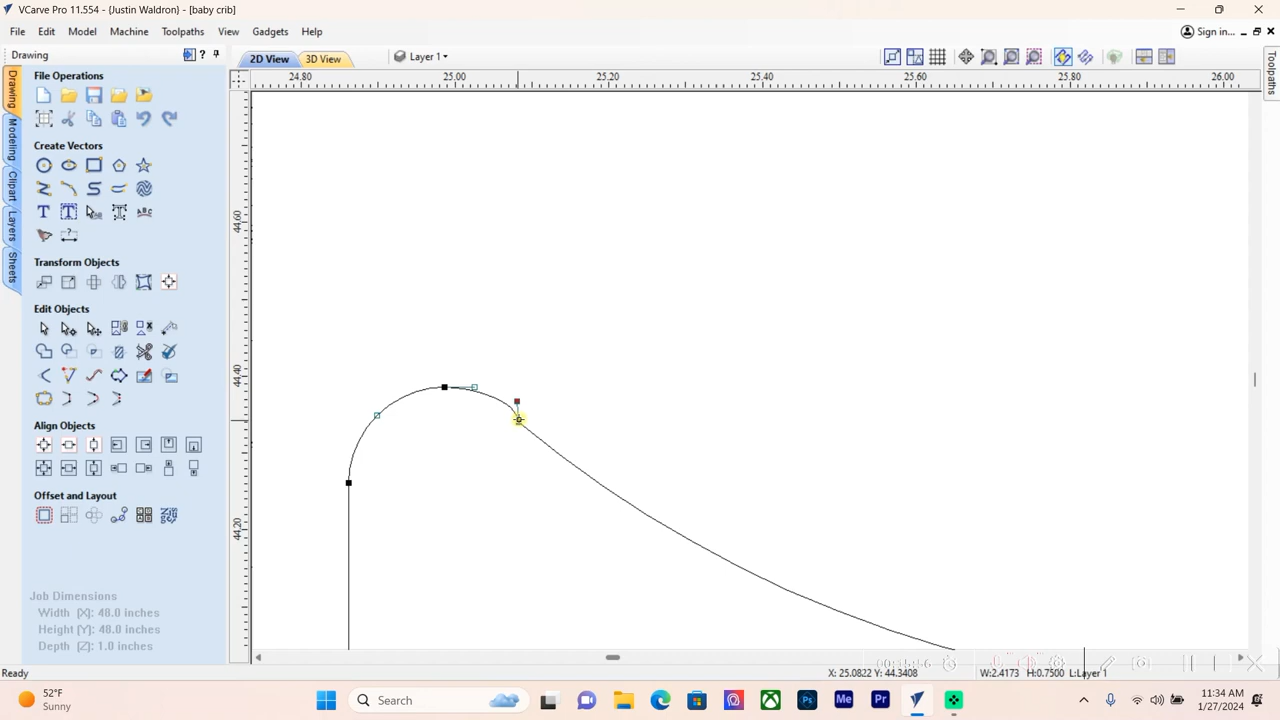 VCarve Pro 11.554 - {Justin Waldron} - [baby crib]
File Edit Model Machine Toolpaths View Gadgets Help
Sign in...
Drawing
2D View 3D View Layer 1
Toolpaths
24.80 25.00 25.20 25.40 25.60 25.80 26.00
Drawing
Modeling
Clipart
Layers
Sheets
File Operations
Create Vectors
Transform Objects
Edit Objects
Align Objects
Offset and Layout
44.60
44.40
44.20
Job Dimensions
Width (X): 48.0 inches
Height (Y): 48.0 inches
Depth (Z): 1.0 inches
Ready
X: 25.0822 Y: 44.3408
W:2.4173 H:0.7500 L:Layer 1
52°F
Sunny
Search
11:34 AM
1/27/2024